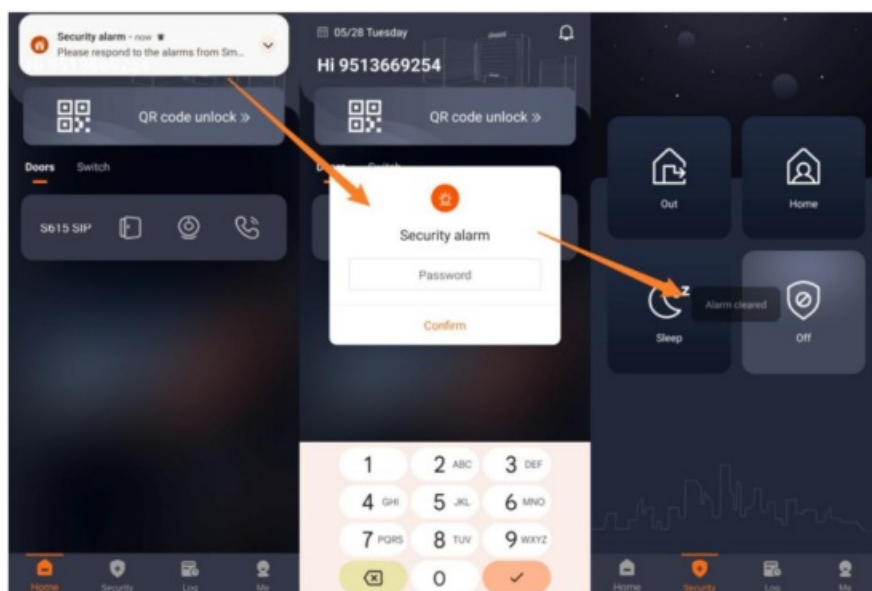 Security alarm - now
Please respond to the alarms from Sm...
QR code unlock »
Doors Switch
S615 SIP
Home Security Log Me
05/28 Tuesday
Hi 9513669254
QR code unlock »
Security alarm
Password
Confirm
1 2 ABC 3 DEF
4 GHI 5 JKL 6 MNO
7 PQRS 8 TUV 9 WXYZ
0
Out Home
Alarm cleared
Sleep Off
Home Security Log Me